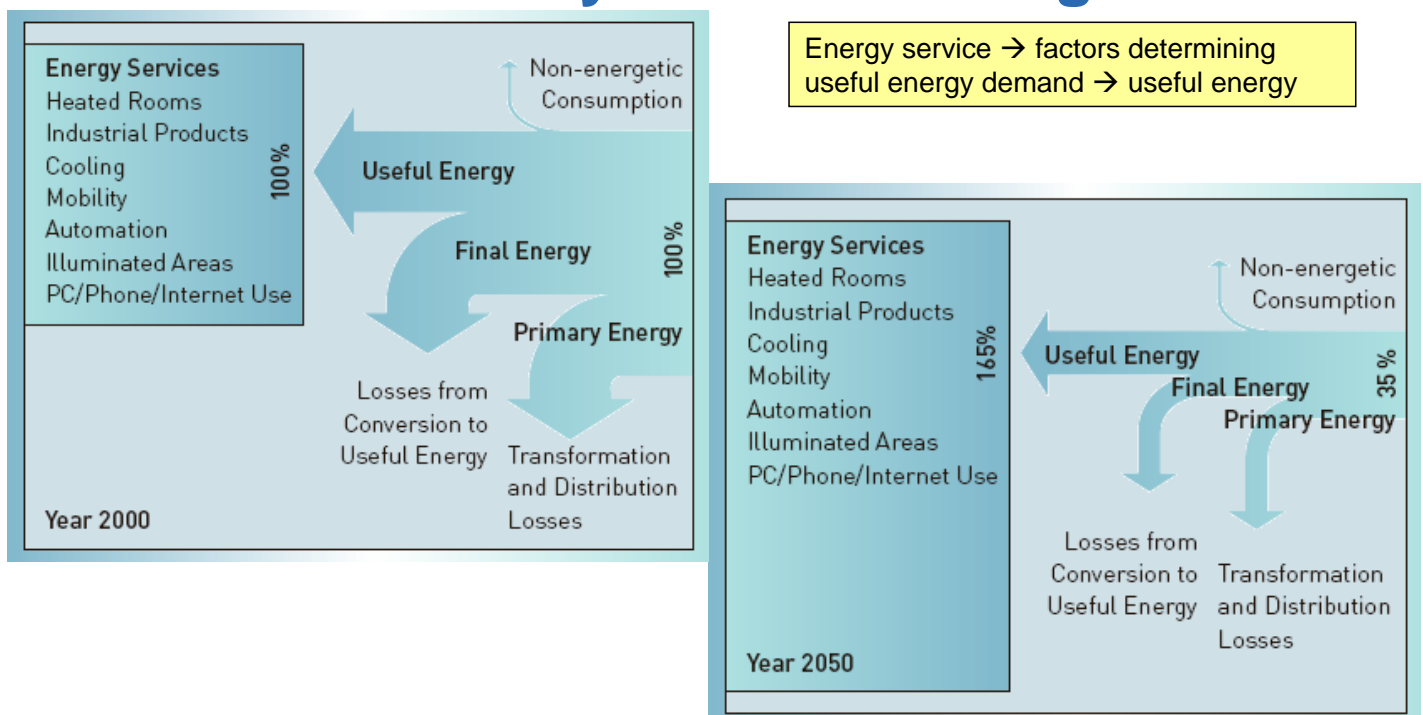 Energy service → factors determining
useful energy demand → useful energy
Energy Services
Heated Rooms
Industrial Products
Cooling
Mobility
Automation
Illuminated Areas
PC/Phone/Internet Use
100%
Non-energetic
Consumption
Useful Energy
Final Energy
100%
Primary Energy
Losses from
Conversion to
Useful Energy
Transformation
and Distribution
Losses
Year 2000
Energy Services
Heated Rooms
Industrial Products
Cooling
Mobility
Automation
Illuminated Areas
PC/Phone/Internet Use
165%
Non-energetic
Consumption
Useful Energy
Final Energy
35 %
Primary Energy
Losses from
Conversion to
Useful Energy
Transformation
and Distribution
Losses
Year 2050